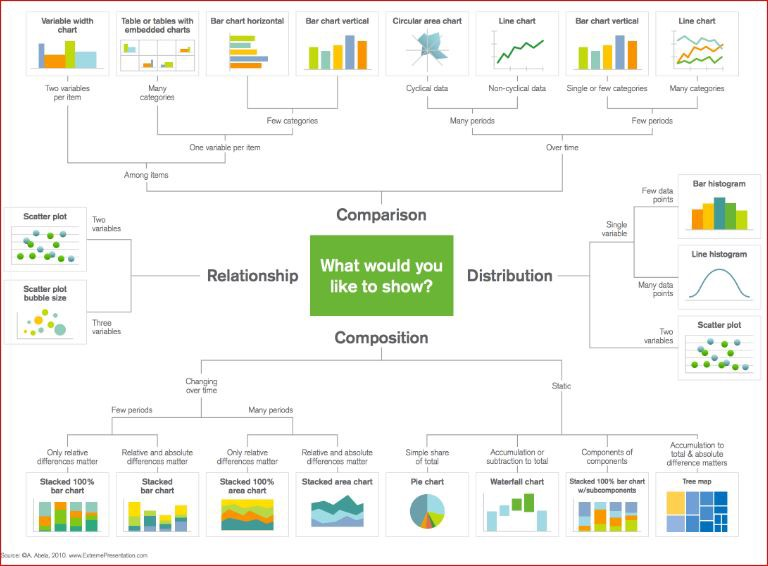 Variable width
chart
Table or tables with
embedded charts
Bar chart horizontal
Bar chart vertical
Circular area chart
Line chart
Bar chart vertical
Line chart
Two variables
per item
Many
categories
Cyclical data
Non-cyclical data
Single or few categories
Many categories
Few categories
Many periods
Few periods
One variable per item
Over time
Among items
Comparison
Scatter plot
Two
variables
Scatter plot
bubble size
Three
variables
Relationship
What would you
like to show?
Distribution
Single
variable
Few data
points
Bar histogram
Many data
points
Line histogram
Two
variables
Scatter plot
Composition
Changing
over time
Static
Few periods
Many periods
Only relative
differences matter
Relative and absolute
differences matter
Only relative
differences matter
Relative and absolute
differences matter
Simple share
of total
Accumulation or
subtraction to total
Components of
components
Accumulation to
total & absolute
difference matters
Stacked 100%
bar chart
Stacked
bar chart
Stacked 100%
area chart
Stacked area chart
Pie chart
Waterfall chart
Stacked 100% bar chart
w/subcomponents
Tree map
Source: ©A. Abela, 2010. www.ExtremePresentation.com